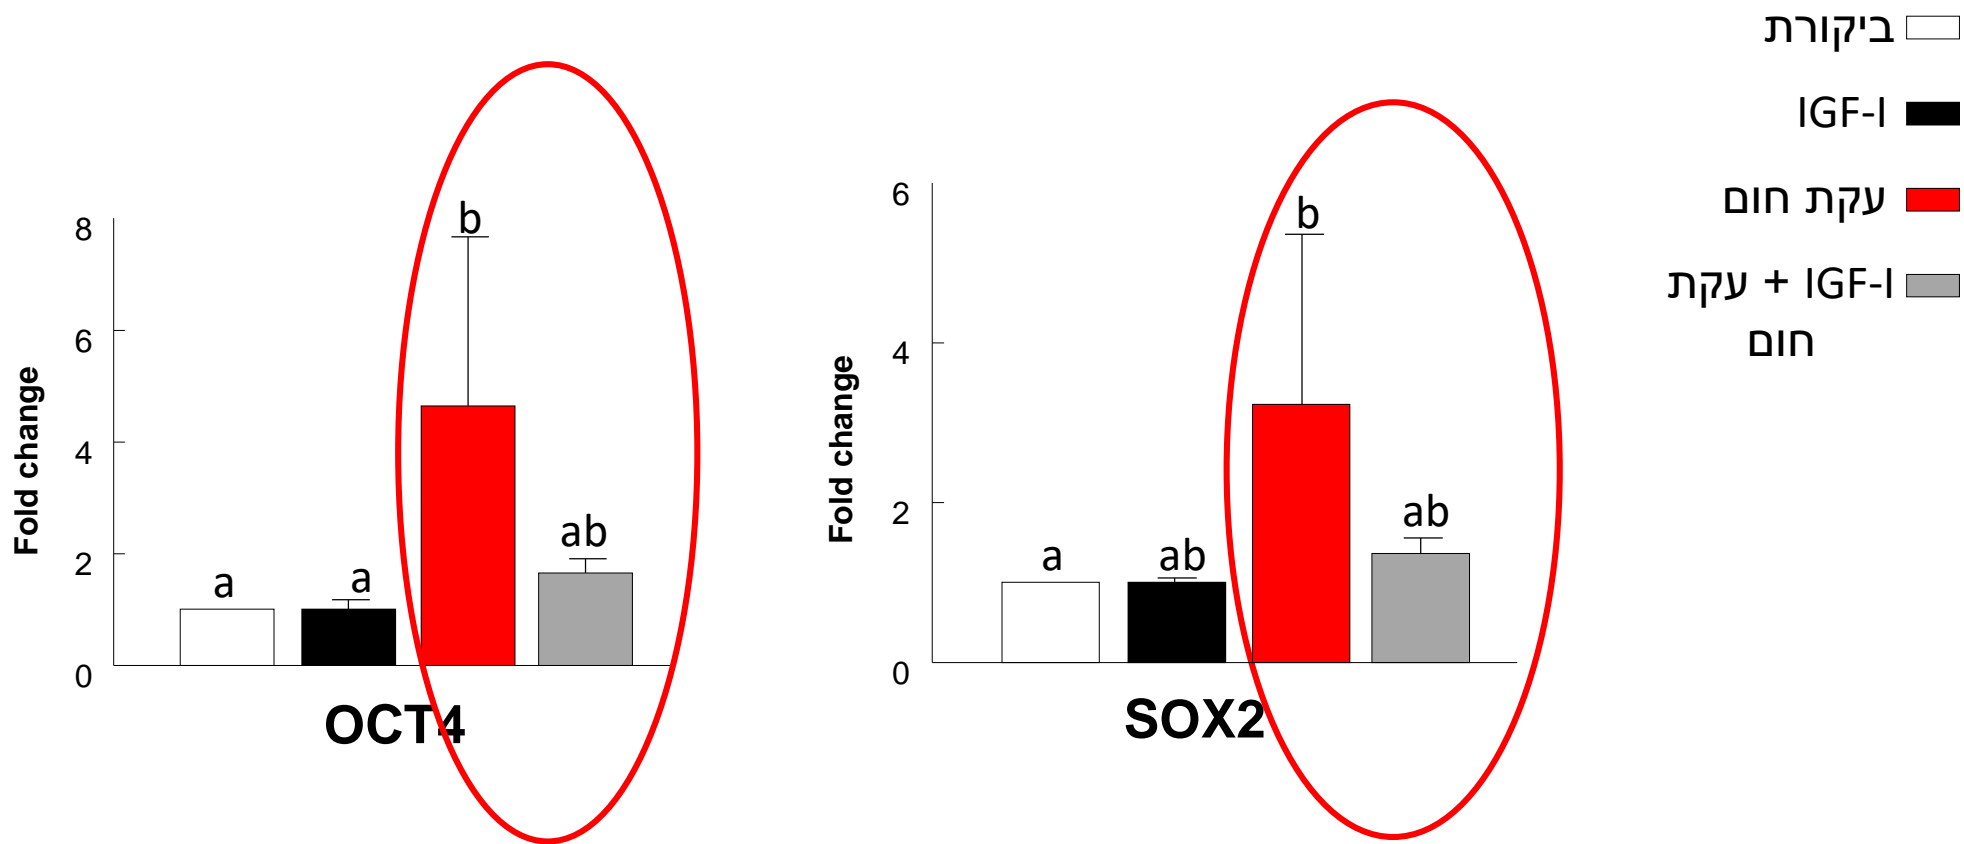 ביקורת
IGF-I
עקת חום
IGF-I + עקת
חום
Fold change
8
6
4
2
0
a
a
b
ab
OCT4
Fold change
6
4
2
0
a
ab
b
ab
SOX2